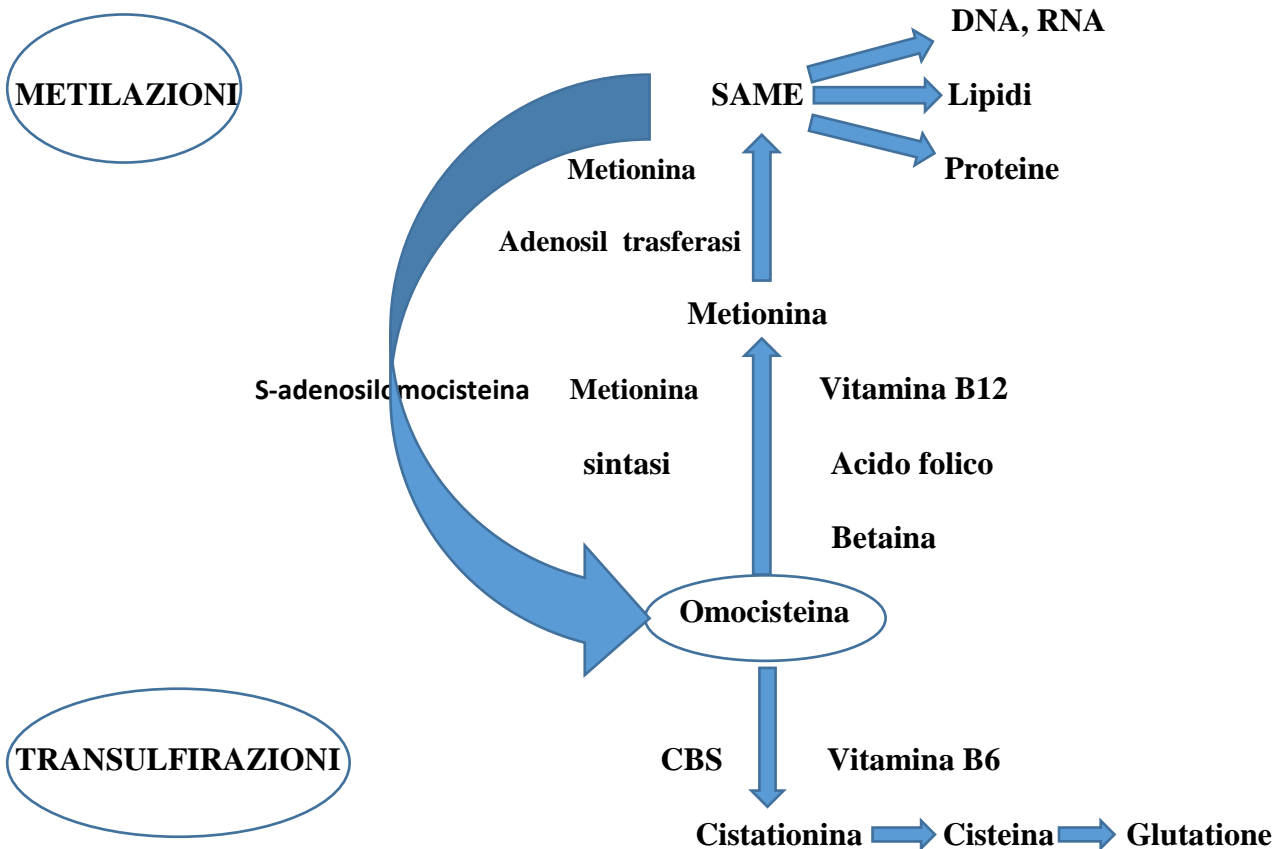 DNA, RNA
METILAZIONI
SAME
Lipidi
Metionina
Proteine
Adenosil trasferasi
Metionina
S-adenosilomocisteina
Metionina
Vitamina B12
sintasi
Acido folico
Betaina
Omocisteina
TRANSULFIRAZIONI
CBS
Vitamina B6
Cistationina
Cisteina
Glutatione